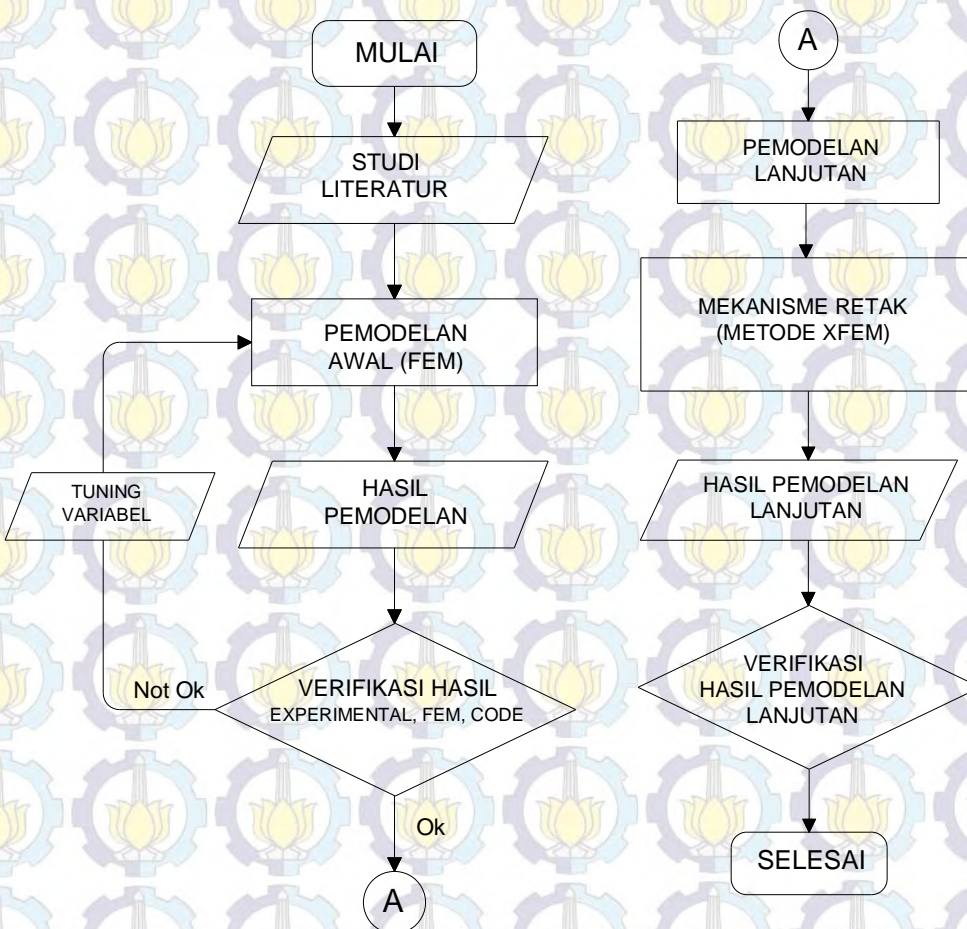 MULAI
STUDI
LITERATUR
PEMODELAN
AWAL (FEM)
HASIL
PEMODELAN
TUNING
VARIABEL
Not Ok
VERIFIKASI HASIL
EXPERIMENTAL, FEM, CODE
Ok
A
A
PEMODELAN
LANJUTAN
MEKANISME RETAK
(METODE XFEM)
HASIL PEMODELAN
LANJUTAN
VERIFIKASI
HASIL PEMODELAN
LANJUTAN
SELESAI